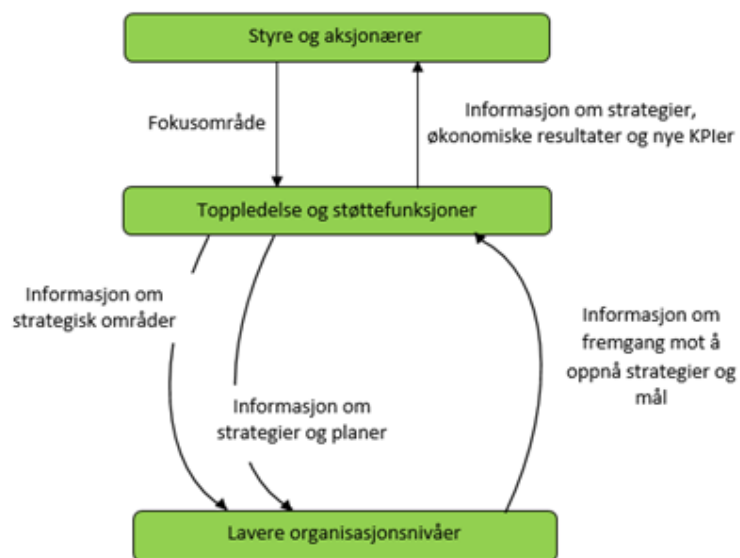 Styre og aksjonærer
Fokusområde
Informasjon om strategier,
økonomiske resultater og nye KPIer
Toppledelse og støttefunksjoner
Informasjon om
strategisk områder
Informasjon om
strategier og planer
Informasjon om
fremgang mot å
oppnå strategier og
mål
Lavere organisasjonsnivåer